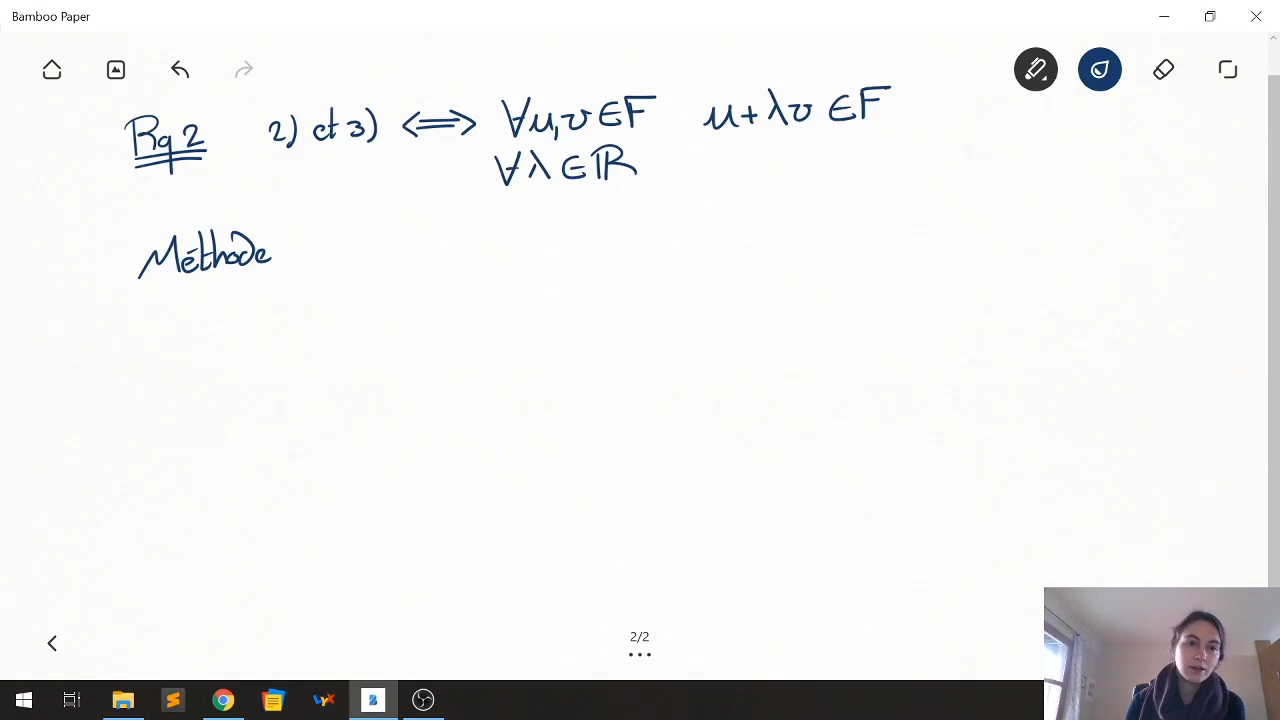 Bamboo Paper
Rq 2 2) et 3) ⟺ ∀u, v ∈ F u + λv ∈ F
∀λ ∈ ℝ
Méthode
2/2